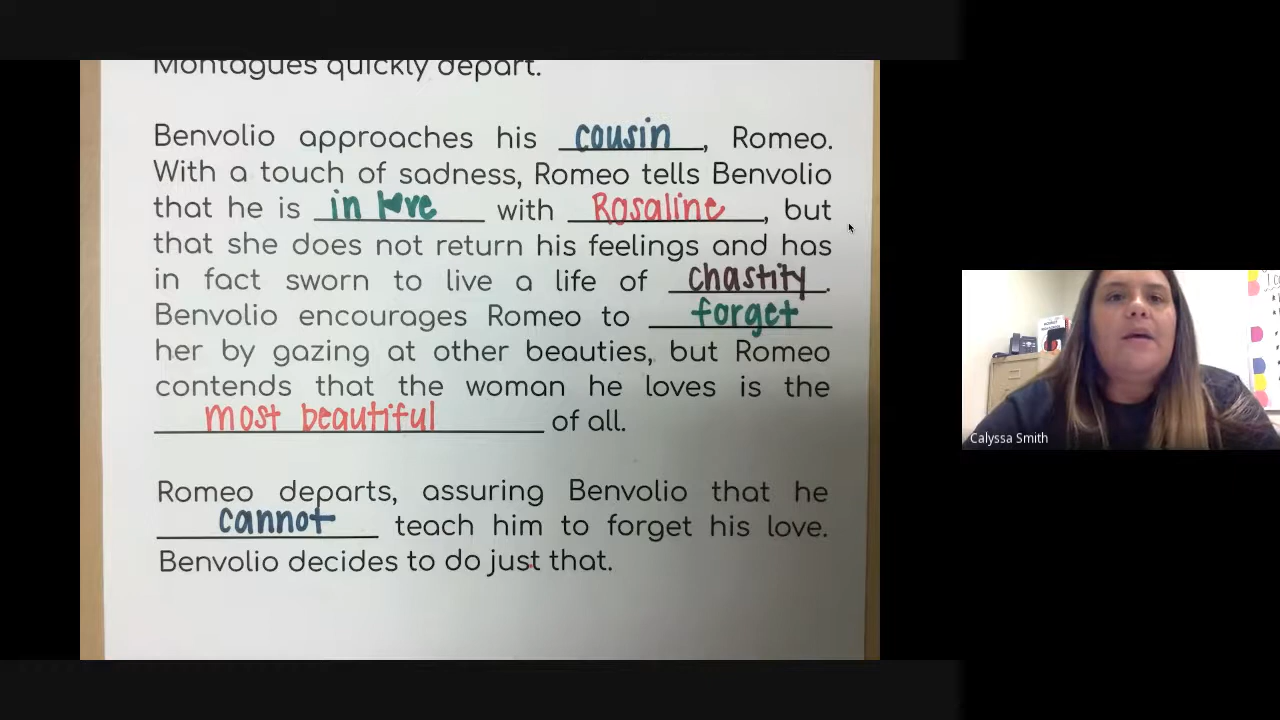 Montagues quickly depart.
Benvolio approaches his cousin, Romeo.
With a touch of sadness, Romeo tells Benvolio
that he is in love with Rosaline, but
that she does not return his feelings and has
in fact sworn to live a life of chastity.
Benvolio encourages Romeo to forget
her by gazing at other beauties, but Romeo
contends that the woman he loves is the
most beautiful of all.
Romeo departs, assuring Benvolio that he
cannot teach him to forget his love.
Benvolio decides to do just that.
Calyssa Smith